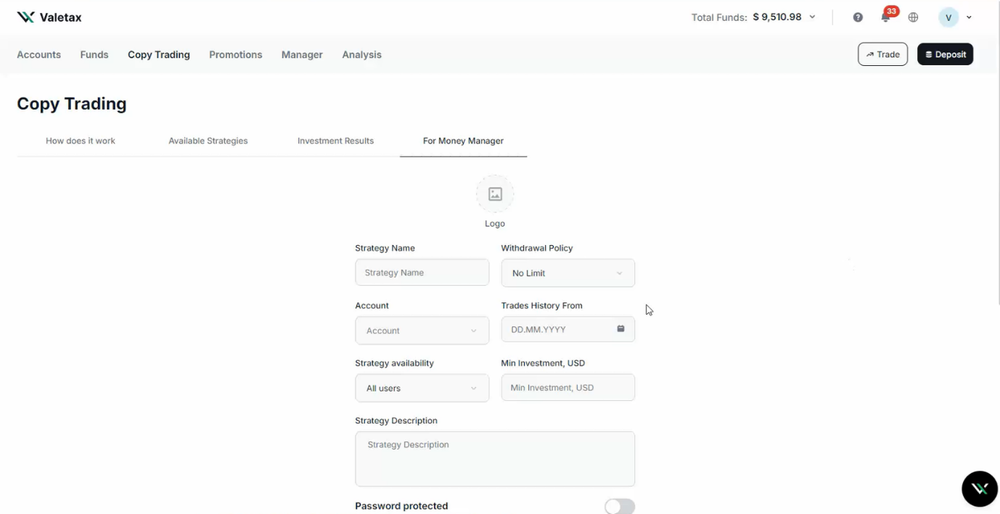 Valetax
Total Funds: $ 9,510.98
33
V
Accounts Funds Copy Trading Promotions Manager Analysis
Trade
Deposit
Copy Trading
How does it work Available Strategies Investment Results For Money Manager
Logo
Strategy Name Withdrawal Policy
Strategy Name No Limit
Account Trades History From
Account DD.MM.YYYY
Strategy availability Min Investment, USD
All users Min Investment, USD
Strategy Description
Strategy Description
Password protected